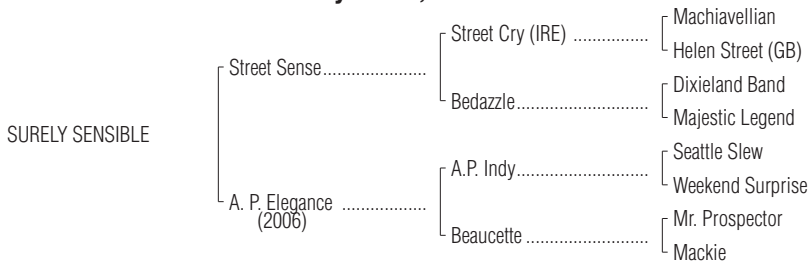 Machiavellian
Street Cry (IRE) ................
Helen Street (GB)
Street Sense......................
Dixieland Band
Bedazzle............................
Majestic Legend
SURELY SENSIBLE
Seattle Slew
A.P. Indy............................
Weekend Surprise
A. P. Elegance ..................
(2006)
Mr. Prospector
Beaucette ..........................
Mackie